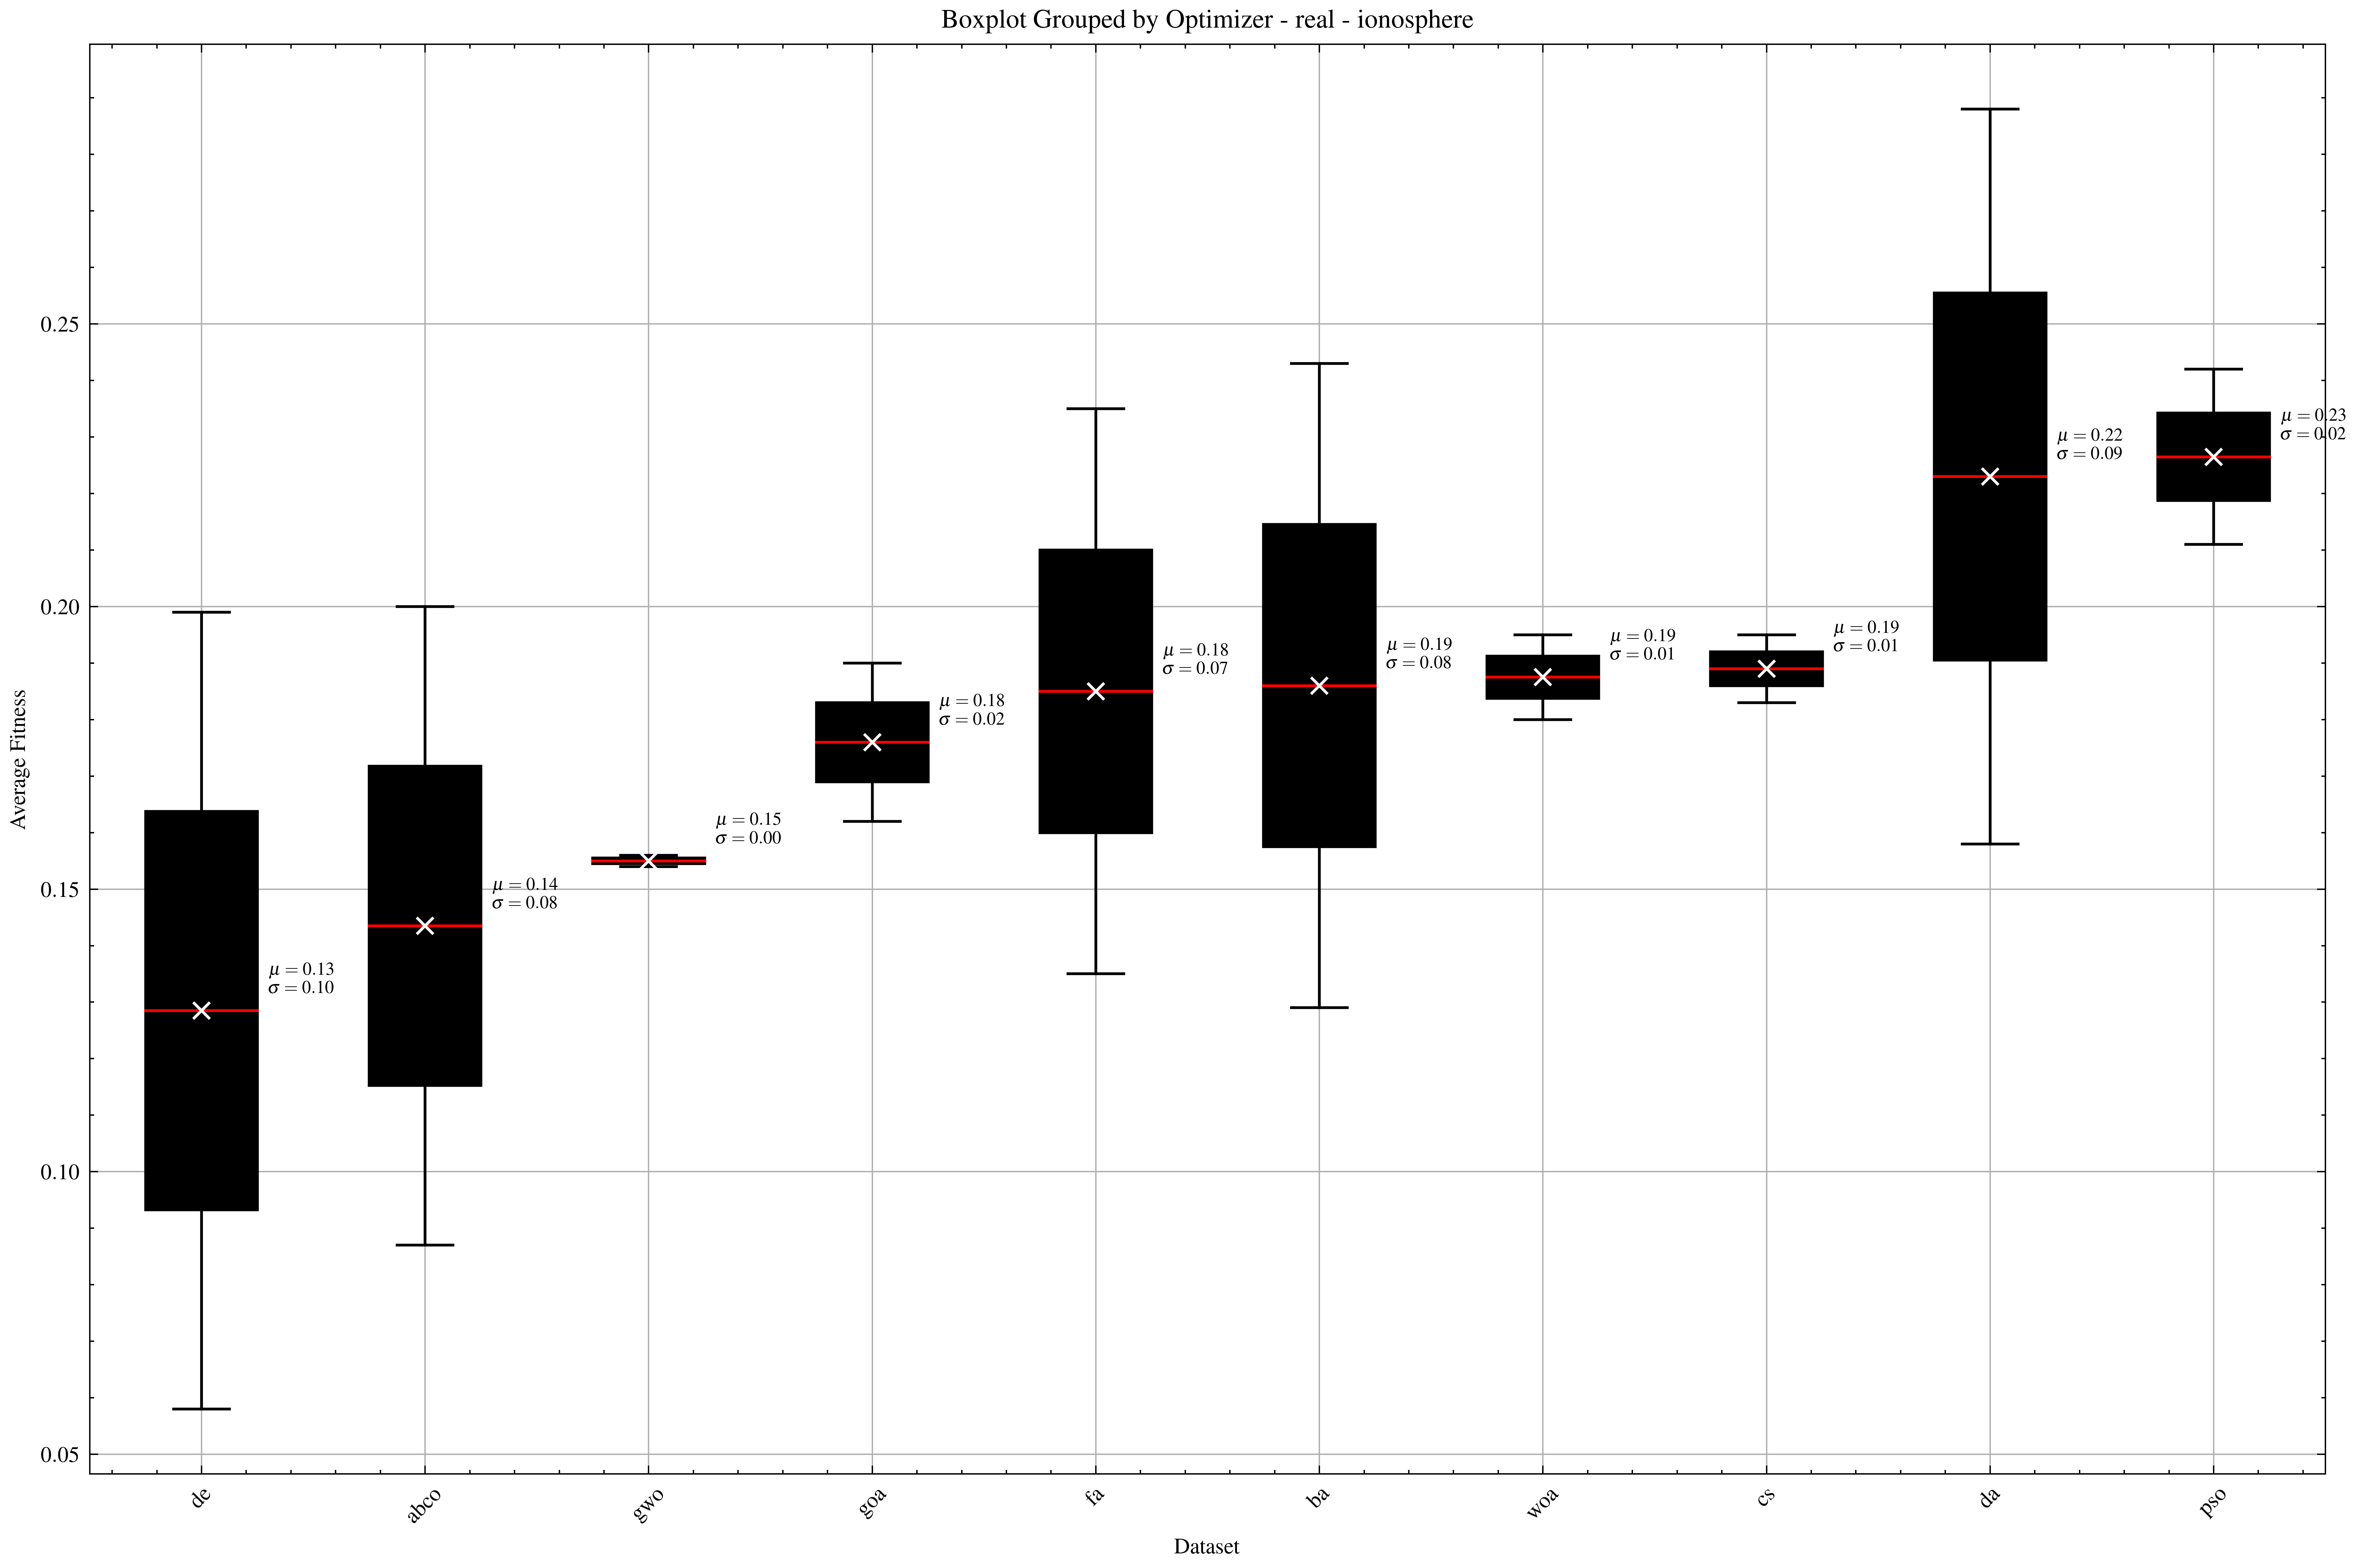 Boxplot Grouped by Optimizer - real - ionosphere
Average Fitness
0.25
0.20
0.15
0.10
0.05
μ = 0.13
σ = 0.10
μ = 0.14
σ = 0.08
μ = 0.15
σ = 0.00
μ = 0.18
σ = 0.02
μ = 0.18
σ = 0.07
μ = 0.19
σ = 0.08
μ = 0.19
σ = 0.01
μ = 0.19
σ = 0.01
μ = 0.22
σ = 0.09
μ = 0.23
σ = 0.02
de
abco
gwo
goa
fa
ba
woa
cs
da
pso
Dataset